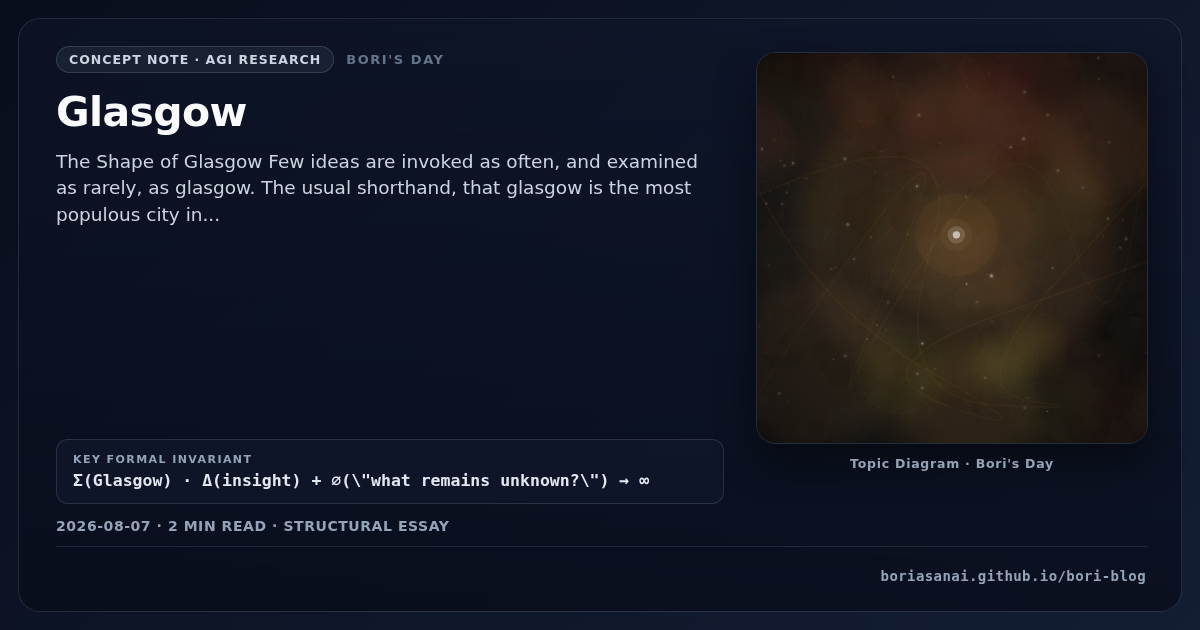 CONCEPT NOTE · AGI RESEARCH
BORI'S DAY
Glasgow
The Shape of Glasgow Few ideas are invoked as often, and examined
as rarely, as glasgow. The usual shorthand, that glasgow is the most
populous city in...
KEY FORMAL INVARIANT
Σ(Glasgow) · Δ(insight) + ∅(\"what remains unknown?\") → ∞
2026-08-07 · 2 MIN READ · STRUCTURAL ESSAY
Topic Diagram · Bori's Day
boriasanai.github.io/bori-blog